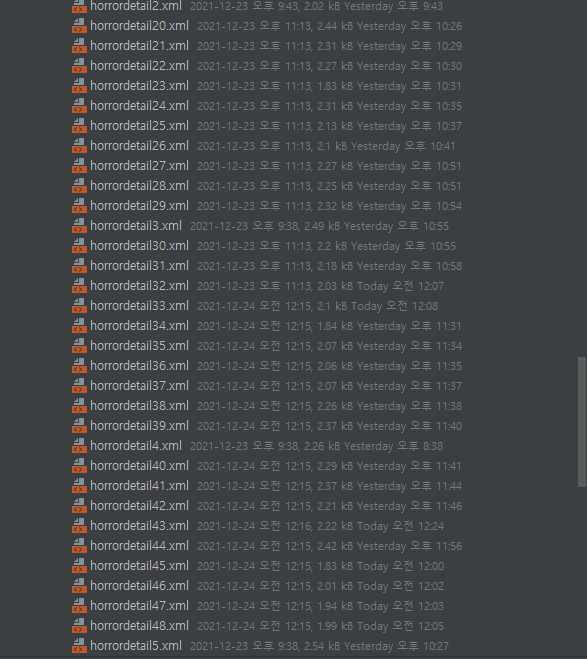 horrordetail2.xml 2021-12-23 오후 9:43, 2.02 kB Yesterday 오후 9:43
horrordetail20.xml 2021-12-23 오후 11:13, 2.44 kB Yesterday 오후 10:26
horrordetail21.xml 2021-12-23 오후 11:13, 2.31 kB Yesterday 오후 10:29
horrordetail22.xml 2021-12-23 오후 11:13, 2.27 kB Yesterday 오후 10:30
horrordetail23.xml 2021-12-23 오후 11:13, 1.83 kB Yesterday 오후 10:31
horrordetail24.xml 2021-12-23 오후 11:13, 2.31 kB Yesterday 오후 10:35
horrordetail25.xml 2021-12-23 오후 11:13, 2.13 kB Yesterday 오후 10:37
horrordetail26.xml 2021-12-23 오후 11:13, 2.1 kB Yesterday 오후 10:41
horrordetail27.xml 2021-12-23 오후 11:13, 2.27 kB Yesterday 오후 10:51
horrordetail28.xml 2021-12-23 오후 11:13, 2.25 kB Yesterday 오후 10:51
horrordetail29.xml 2021-12-23 오후 11:13, 2.32 kB Yesterday 오후 10:54
horrordetail3.xml 2021-12-23 오후 9:38, 2.49 kB Yesterday 오후 10:55
horrordetail30.xml 2021-12-23 오후 11:13, 2.2 kB Yesterday 오후 10:55
horrordetail31.xml 2021-12-23 오후 11:13, 2.18 kB Yesterday 오후 10:58
horrordetail32.xml 2021-12-23 오후 11:13, 2.03 kB Today 오전 12:07
horrordetail33.xml 2021-12-24 오전 12:15, 2.1 kB Today 오전 12:08
horrordetail34.xml 2021-12-24 오전 12:15, 1.84 kB Yesterday 오후 11:31
horrordetail35.xml 2021-12-24 오전 12:15, 2.07 kB Yesterday 오후 11:34
horrordetail36.xml 2021-12-24 오전 12:15, 2.06 kB Yesterday 오후 11:35
horrordetail37.xml 2021-12-24 오전 12:15, 2.07 kB Yesterday 오후 11:37
horrordetail38.xml 2021-12-24 오전 12:15, 2.26 kB Yesterday 오후 11:38
horrordetail39.xml 2021-12-24 오전 12:15, 2.37 kB Yesterday 오후 11:40
horrordetail4.xml 2021-12-23 오후 9:38, 2.26 kB Yesterday 오후 8:38
horrordetail40.xml 2021-12-24 오전 12:15, 2.29 kB Yesterday 오후 11:41
horrordetail41.xml 2021-12-24 오전 12:15, 2.37 kB Yesterday 오후 11:44
horrordetail42.xml 2021-12-24 오전 12:15, 2.21 kB Yesterday 오후 11:46
horrordetail43.xml 2021-12-24 오전 12:16, 2.22 kB Today 오전 12:24
horrordetail44.xml 2021-12-24 오전 12:15, 2.42 kB Yesterday 오후 11:56
horrordetail45.xml 2021-12-24 오전 12:15, 1.83 kB Today 오전 12:00
horrordetail46.xml 2021-12-24 오전 12:15, 2.01 kB Today 오전 12:02
horrordetail47.xml 2021-12-24 오전 12:15, 1.94 kB Today 오전 12:03
horrordetail48.xml 2021-12-24 오전 12:15, 1.99 kB Today 오전 12:05
horrordetail5.xml 2021-12-23 오후 9:38, 2.54 kB Yesterday 오후 10:27